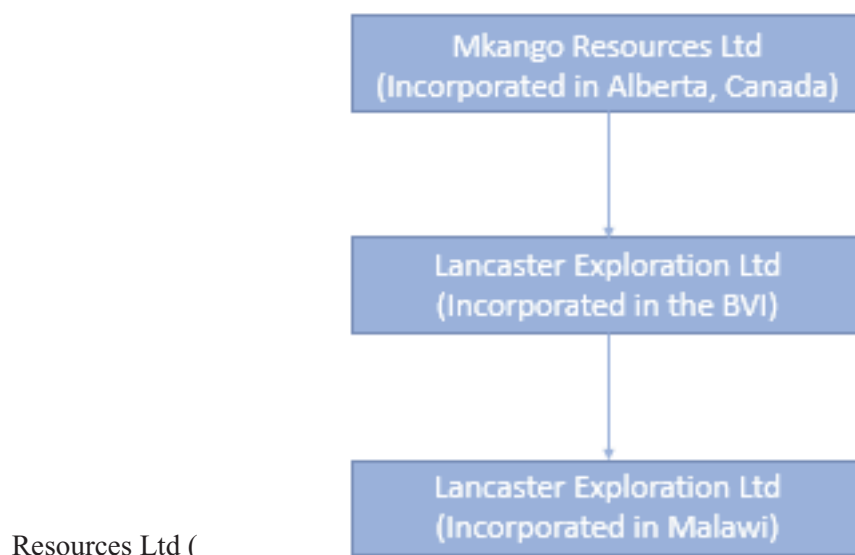 Mkango Resources Ltd
(Incorporated in Alberta, Canada)
Lancaster Exploration Ltd
(Incorporated in the BVI)
Lancaster Exploration Ltd
(Incorporated in Malawi)
Resources Ltd (